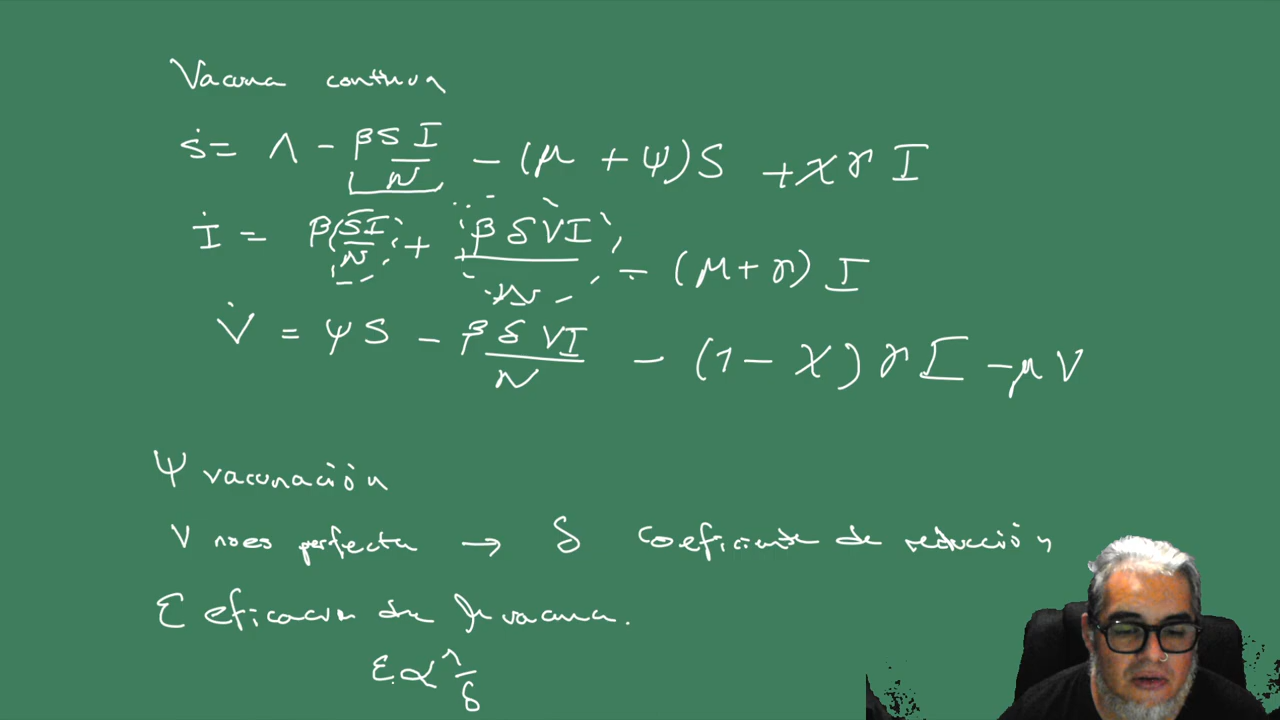 Vacuna continua
Ṡ = Λ - βSI/N - (μ + ψ)S + χγI
İ = βSI/N + βδVI/N - (μ+γ)I
V̇ = ψS - βδVI/N - (1-χ)γI - μV
ψ vacunación
V no es perfecta → δ coeficiente de reducción
ε eficacia de la vacuna.
ε ∝ 1/δ